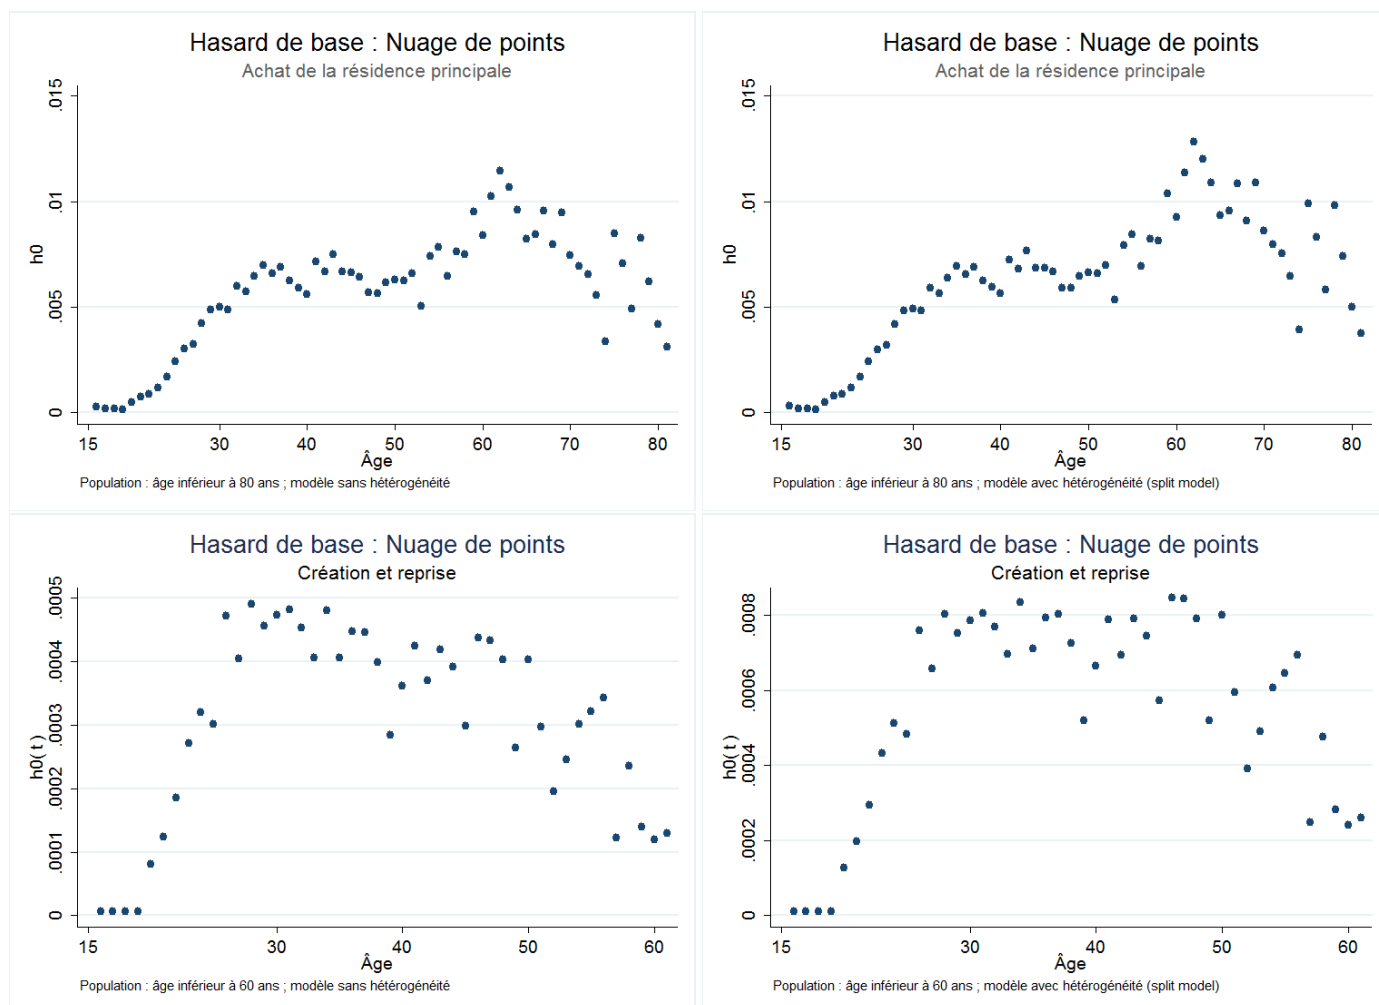 Hasard de base : Nuage de points
Achat de la résidence principale
.015
.01
.005
0
h0
15 30 40 50 60 70 80
Âge
Population : âge inférieur à 80 ans ; modèle sans hétérogénéité
Hasard de base : Nuage de points
Achat de la résidence principale
.015
.01
.005
0
h0
15 30 40 50 60 70 80
Âge
Population : âge inférieur à 80 ans ; modèle avec hétérogénéité (split model)
Hasard de base : Nuage de points
Création et reprise
.0005
.0004
.0003
.0002
.0001
0
h0( t )
15 30 40 50 60
Âge
Population : âge inférieur à 60 ans ; modèle sans hétérogénéité
Hasard de base : Nuage de points
Création et reprise
.0008
.0006
.0004
.0002
0
h0( t )
15 30 40 50 60
Âge
Population : âge inférieur à 60 ans ; modèle avec hétérogénéité (split model)